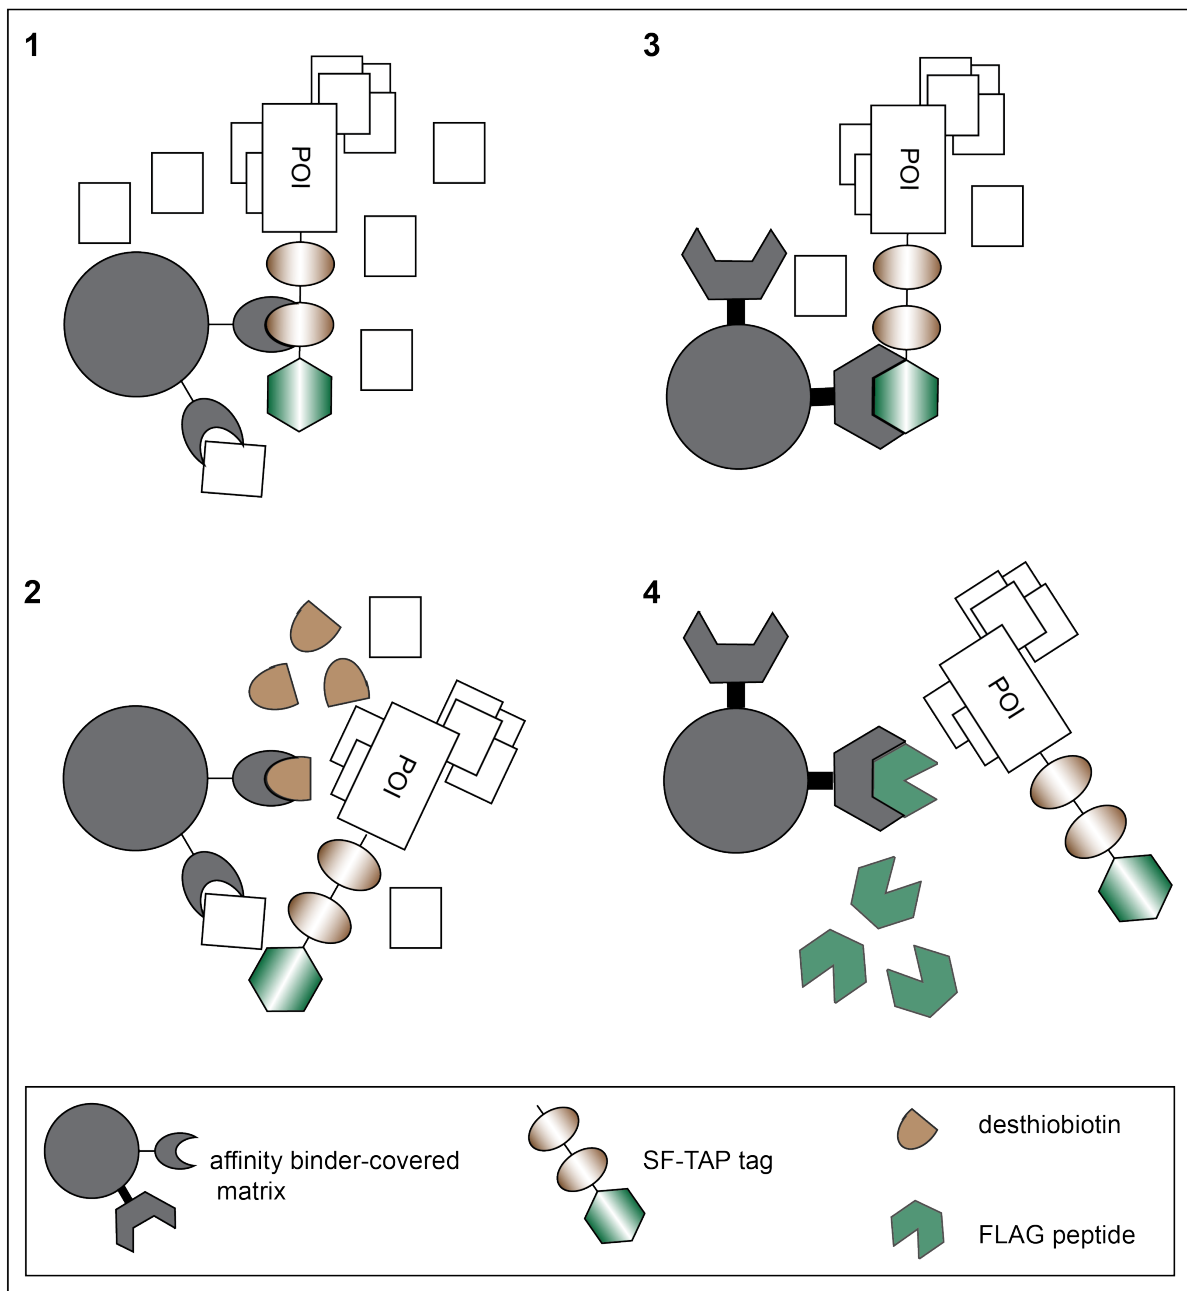 1
POI
3
POI
2
POI
4
POI
affinity binder-covered
matrix
SF-TAP tag
desthiobiotin
FLAG peptide